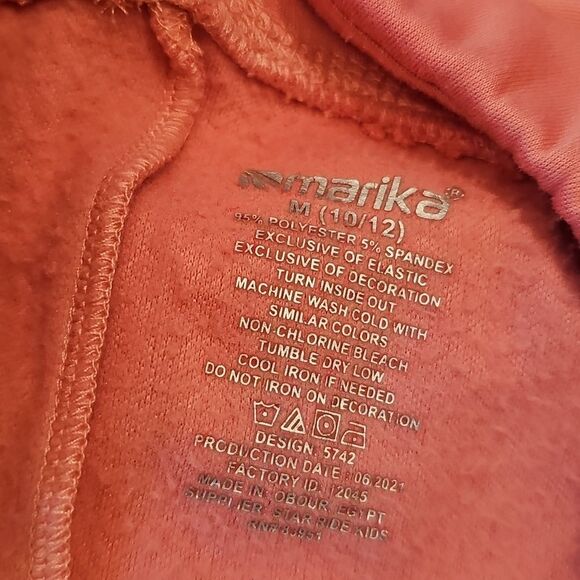 marika®
M (10/12)
95% POLYESTER 5% SPANDEX
EXCLUSIVE OF ELASTIC
EXCLUSIVE OF DECORATION
TURN INSIDE OUT
MACHINE WASH COLD WITH
SIMILAR COLORS
NON-CHLORINE BLEACH
TUMBLE DRY LOW
COOL IRON IF NEEDED
DO NOT IRON ON DECORATION
DESIGN: 5742
PRODUCTION DATE: 06.2021
FACTORY ID: 12045
MADE IN: OBOUR, EGYPT
SUPPLIER: STAR RIDE KIDS